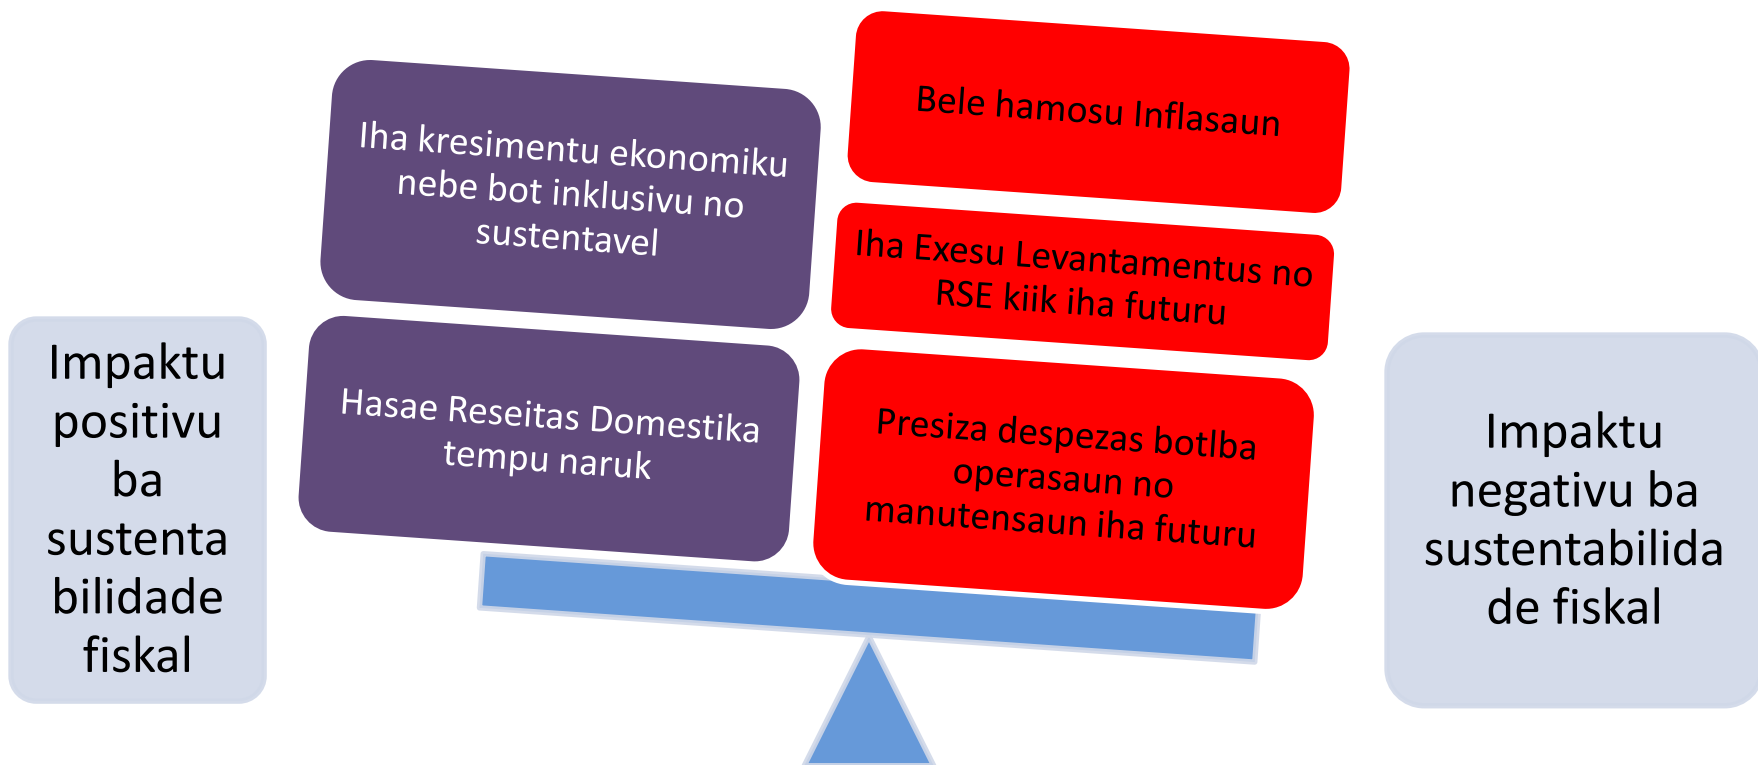 Impaktu
positivu
ba
sustenta
bilidade
fiskal
Iha kresimentu ekonomiku
nebe bot inklusivu no
sustentavel
Hasae Reseitas Domestika
tempu naruk
Bele hamosu Inflasaun
Iha Exesu Levantamentus no
RSE kiik iha futuru
Presiza despezas botlba
operasaun no
manutensaun iha futuru
Impaktu
negativu ba
sustentabilida
de fiskal